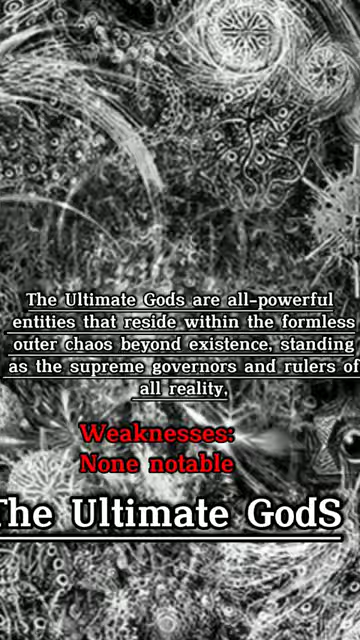 The Ultimate Gods are all-powerful
entities that reside within the formless
outer chaos beyond existence, standing
as the supreme governors and rulers of
all reality,
Weaknesses:
None notable
The Ultimate GodS